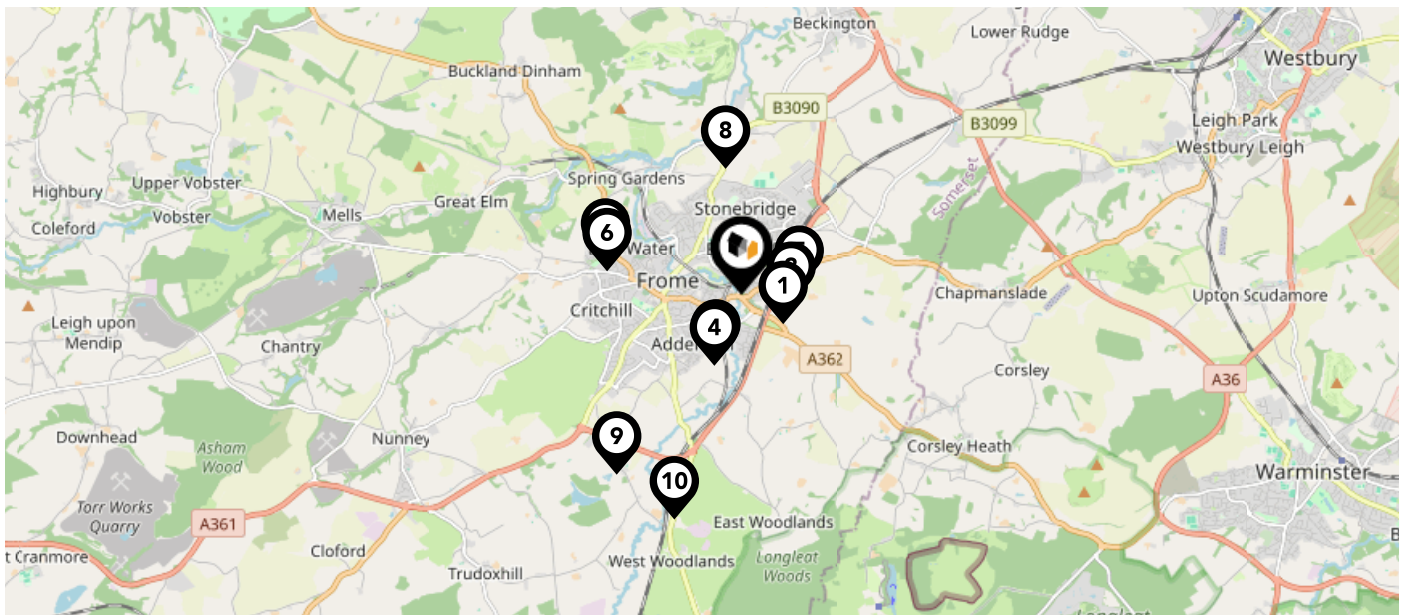 Beckington
Lower Rudge
Westbury
Buckland Dinham
B3090
B3099
8
Leigh Park
Westbury Leigh
Somerset
Spring Gardens
Upper Vobster
Highbury
Great Elm
Stonebridge
Mells
Vobster
Coleford
6
Water
Frome
1
Chapmanslade
Upton Scudamore
Critchill
4
Leigh upon
Mendip
Chantry
A362
Corsley
A36
9
Downhead
Nunney
Asham
Wood
Corsley Heath
Warminster
10
Torr Works
Quarry
A361
East Woodlands
Cloford
t Cranmore
West Woodlands
Longleat
Woods
Trudoxhill
Longleat